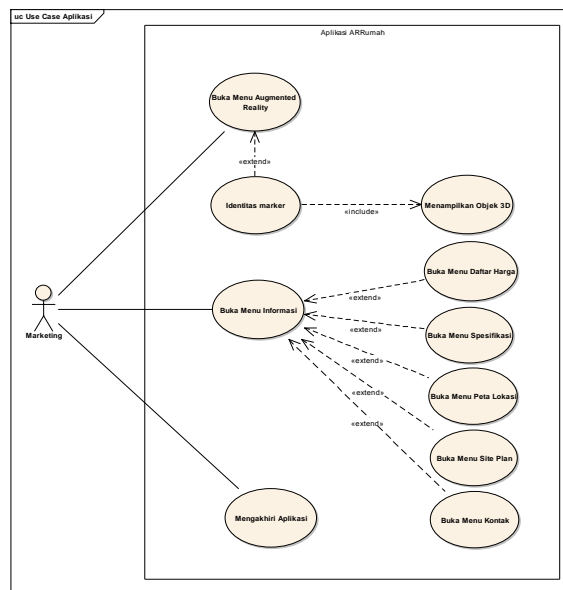 uc Use Case Aplikasi
Aplikasi ARRumah
Buka Menu Augmented
Reality
«extend»
Identitas marker
«include»
Menampilkan Objek 3D
Marketing
Buka Menu Informasi
«extend»
Buka Menu Daftar Harga
«extend»
Buka Menu Spesifikasi
«extend»
Buka Menu Peta Lokasi
«extend»
Buka Menu Site Plan
«extend»
Buka Menu Kontak
Mengakhiri Aplikasi